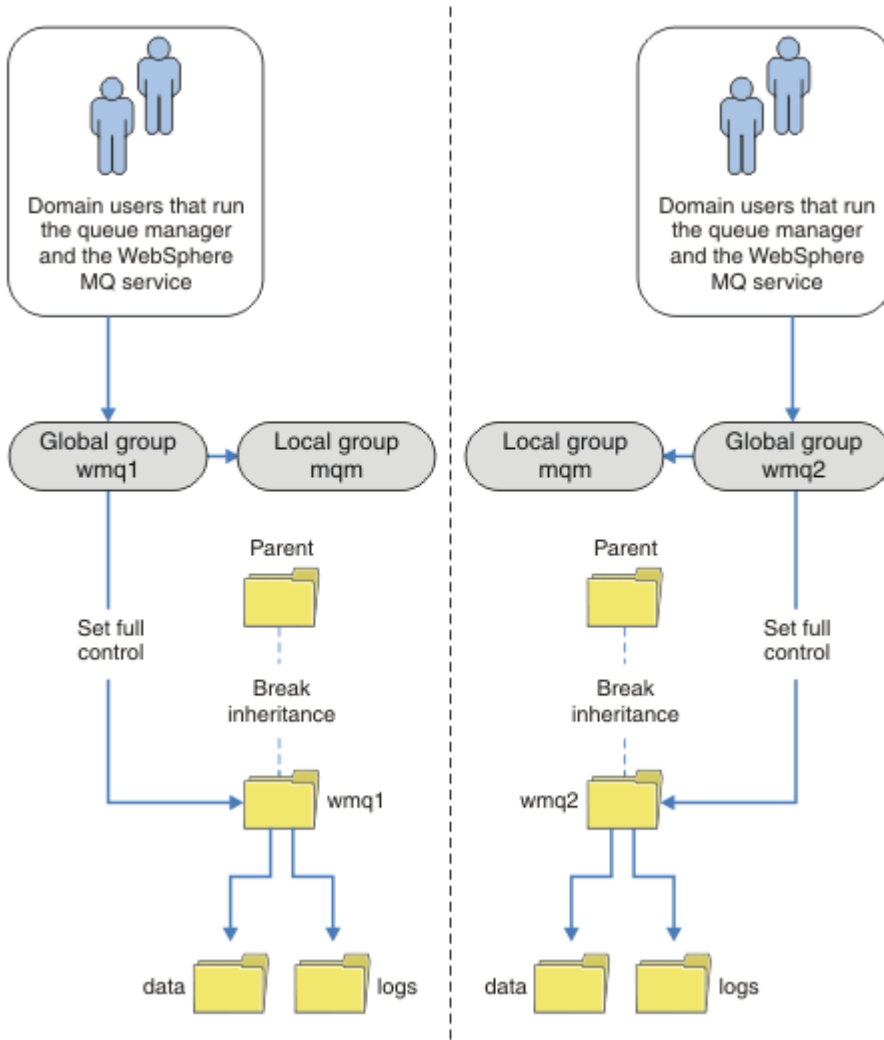 Domain users that run
the queue manager
and the WebSphere
MQ service
Global group
wmq1
Local group
mqm
Parent
Set full
control
Break
inheritance
wmq1
data
logs
Domain users that run
the queue manager
and the WebSphere
MQ service
Local group
mqm
Global group
wmq2
Parent
Set full
control
Break
inheritance
wmq2
data
logs